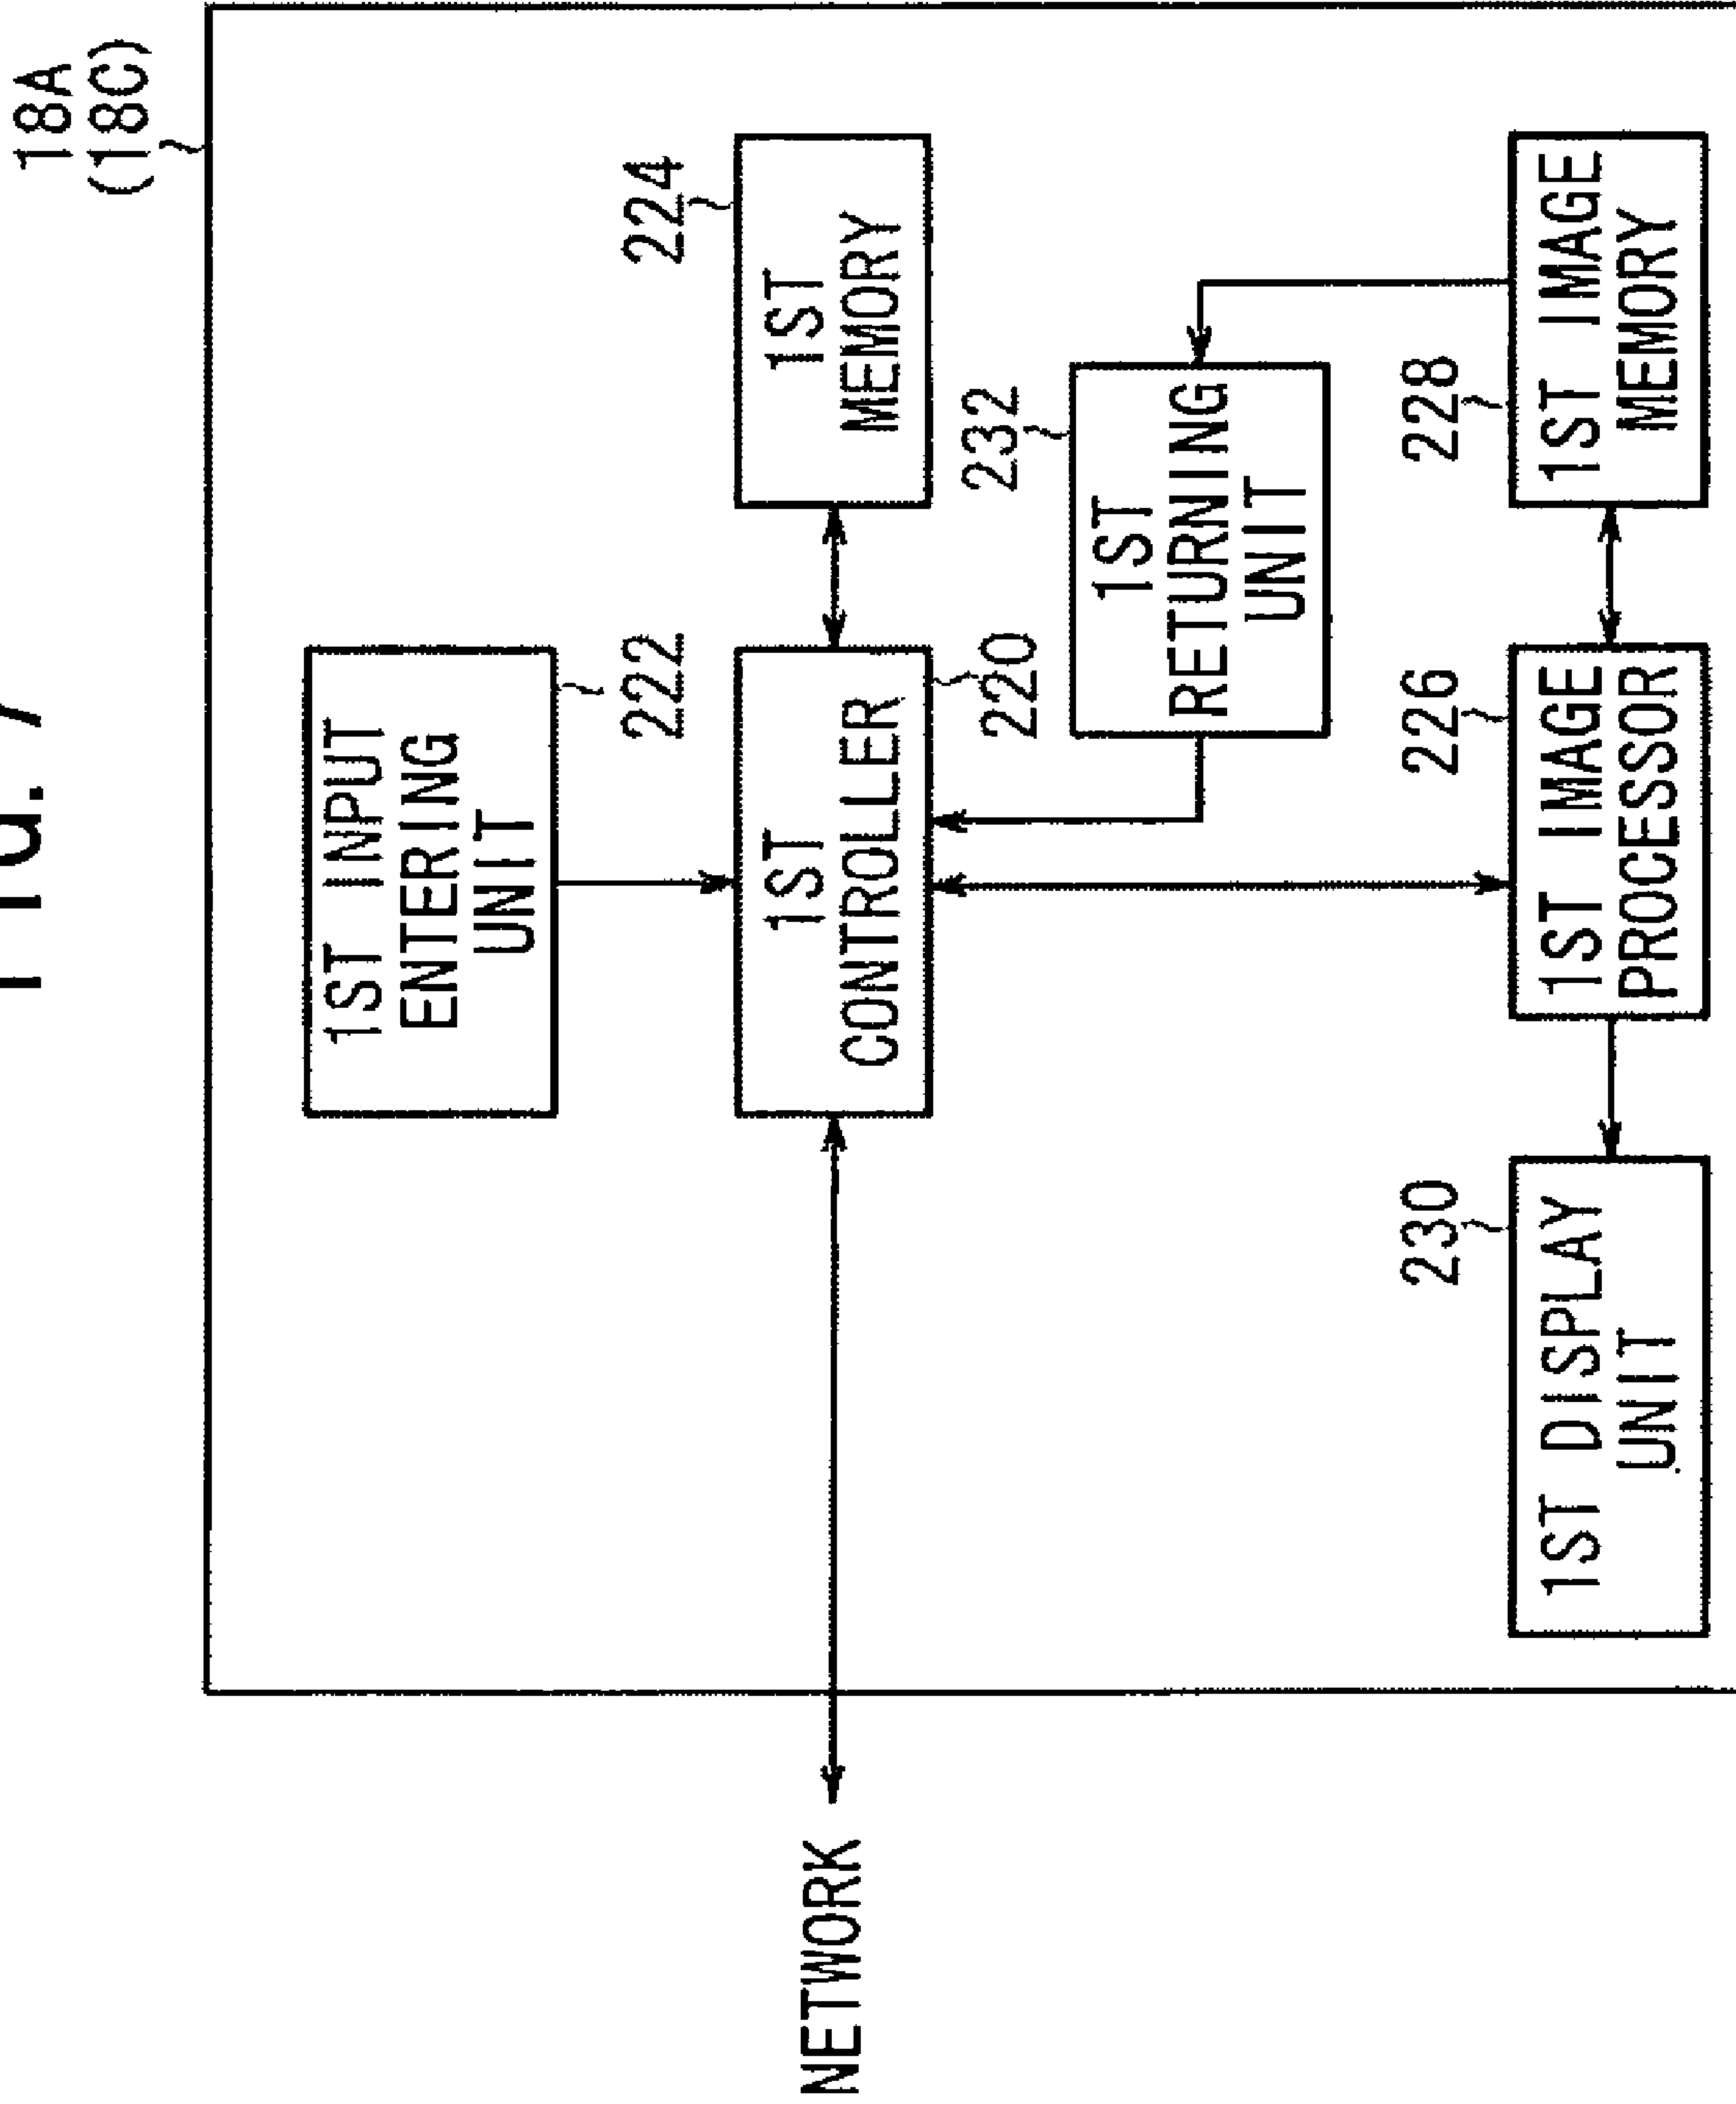 FIG. 7
18A
(18C)
1ST INPUT
ENTERING
UNIT
222
224
1ST
CONTROLLER
220
1ST
MEMORY
NETWORK
232
1ST
RETURNING
UNIT
230
226
228
1ST DISPLAY
UNIT
1ST IMAGE
PROCESSOR
1ST IMAGE
MEMORY